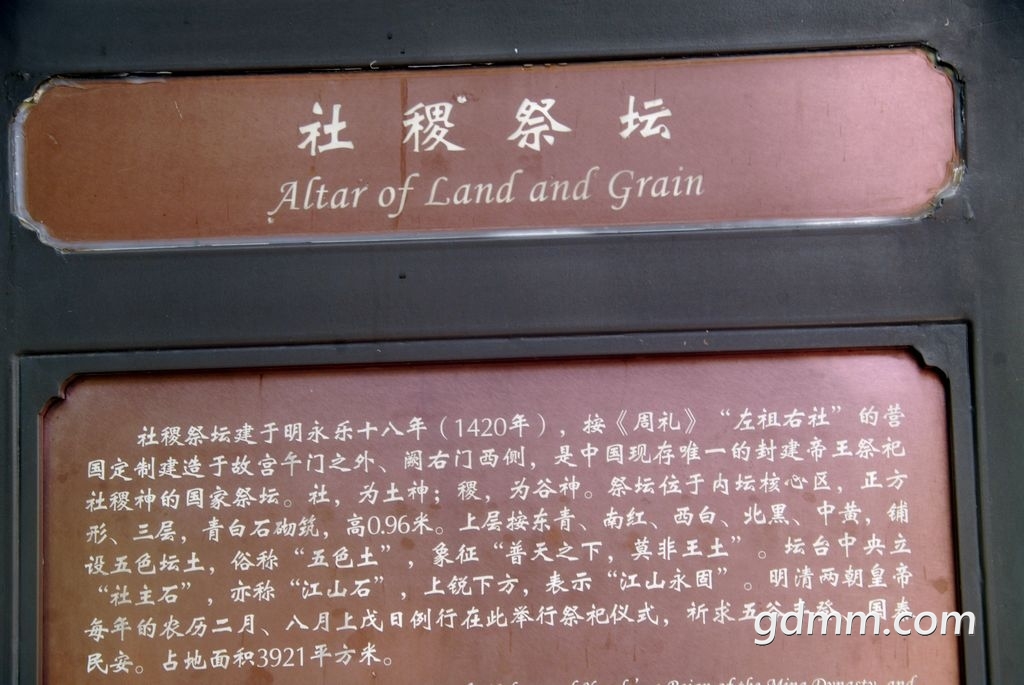 社稷祭坛
Altar of Land and Grain
社稷祭坛建于明永乐十八年（1420年），按《周礼》“左祖右社”的营
国定制建造于故宫午门之外、阙右门西侧，是中国现存唯一的封建帝王祭祀
社稷神的国家祭坛。社，为土神；稷，为谷神。祭坛位于内坛核心区，正方
形、三层，青白石砌筑，高0.96米。上层按东青、南红、西白、北黑、中黄，铺
设五色坛土，俗称“五色土”，象征“普天之下，莫非王土”。坛台中央立
“社主石”，亦称“江山石”，上锐下方，表示“江山永固”。明清两朝皇帝
每年的农历二月、八月上戊日例行在此举行祭祀仪式，祈求五谷丰登、国泰
民安。占地面积3921平方米。
Reign of the Ming Dynasty, and
gdmm.com